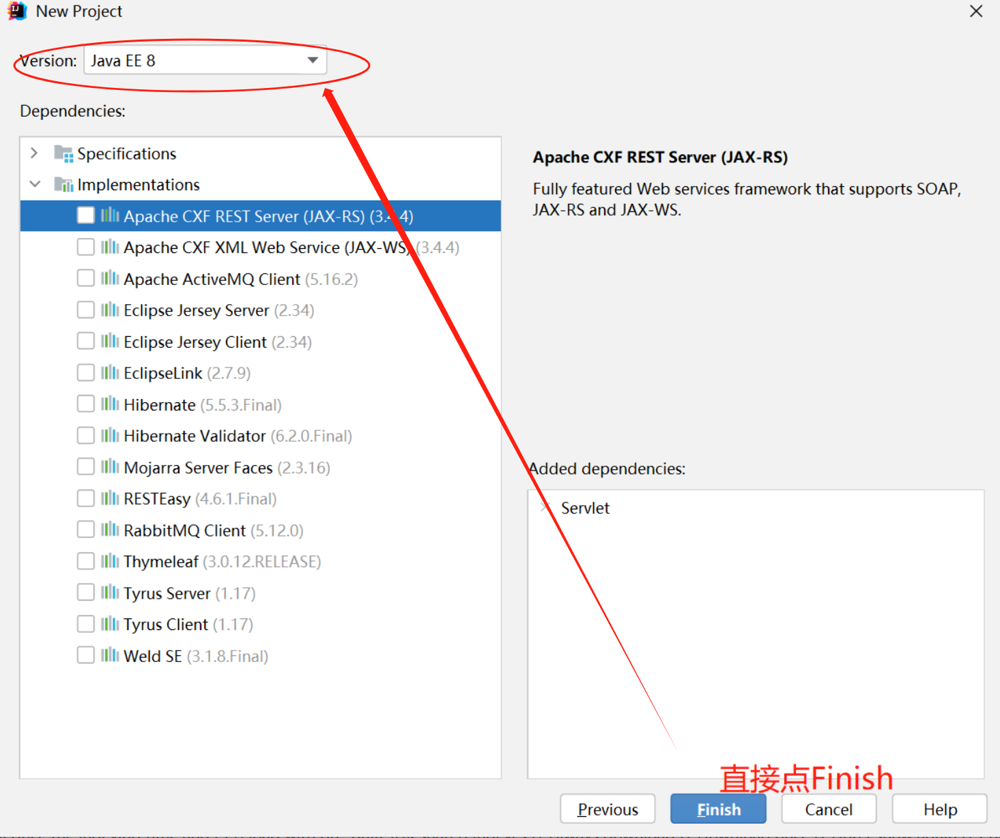 New Project
Version: Java EE 8
Dependencies:
Specifications
Implementations
Apache CXF REST Server (JAX-RS) (3.4.4)
Apache CXF XML Web Service (JAX-WS) (3.4.4)
Apache ActiveMQ Client (5.16.2)
Eclipse Jersey Server (2.34)
Eclipse Jersey Client (2.34)
EclipseLink (2.7.9)
Hibernate (5.5.3.Final)
Hibernate Validator (6.2.0.Final)
Mojarra Server Faces (2.3.16)
RESTEasy (4.6.1.Final)
RabbitMQ Client (5.12.0)
Thymeleaf (3.0.12.RELEASE)
Tyrus Server (1.17)
Tyrus Client (1.17)
Weld SE (3.1.8.Final)
Apache CXF REST Server (JAX-RS)
Fully featured Web services framework that supports SOAP,
JAX-RS and JAX-WS.
Added dependencies:
Servlet
直接点Finish
Previous
Finish
Cancel
Help